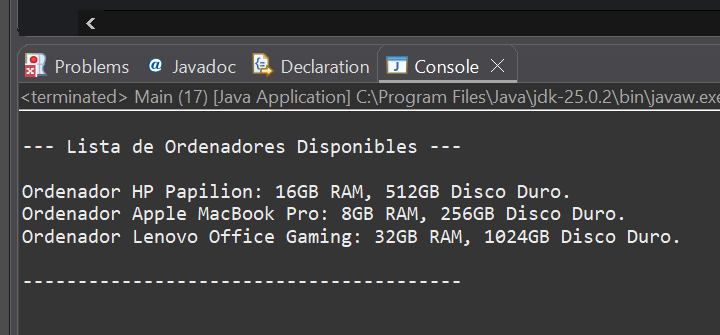 Problems Javadoc Declaration Console
<terminated> Main (17) [Java Application] C:\Program Files\Java\jdk-25.0.2\bin\javaw.exe
--- Lista de Ordenadores Disponibles ---
Ordenador HP Papilion: 16GB RAM, 512GB Disco Duro.
Ordenador Apple MacBook Pro: 8GB RAM, 256GB Disco Duro.
Ordenador Lenovo Office Gaming: 32GB RAM, 1024GB Disco Duro.
----------------------------------------